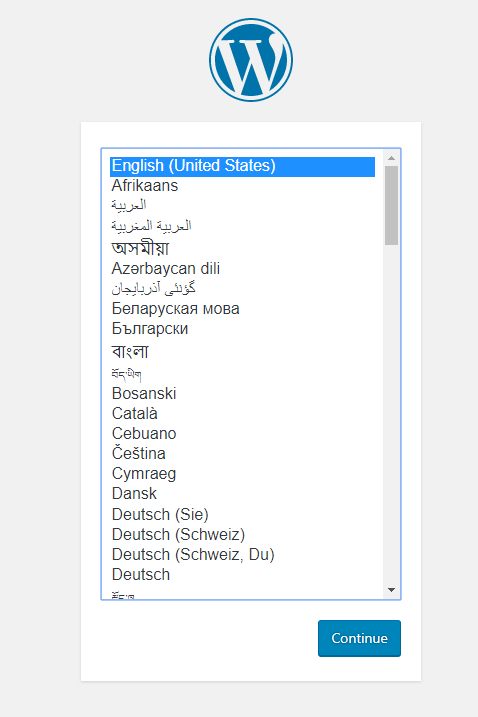 English (United States)
Afrikaans
العربية
العربية المغربية
অসমীয়া
Azərbaycan dili
گؤنئی آذربایجان
Беларуская мова
Български
বাংলা
བོད་ཡིག
Bosanski
Català
Cebuano
Čeština
Cymraeg
Dansk
Deutsch (Sie)
Deutsch (Schweiz)
Deutsch (Schweiz, Du)
Deutsch
Continue